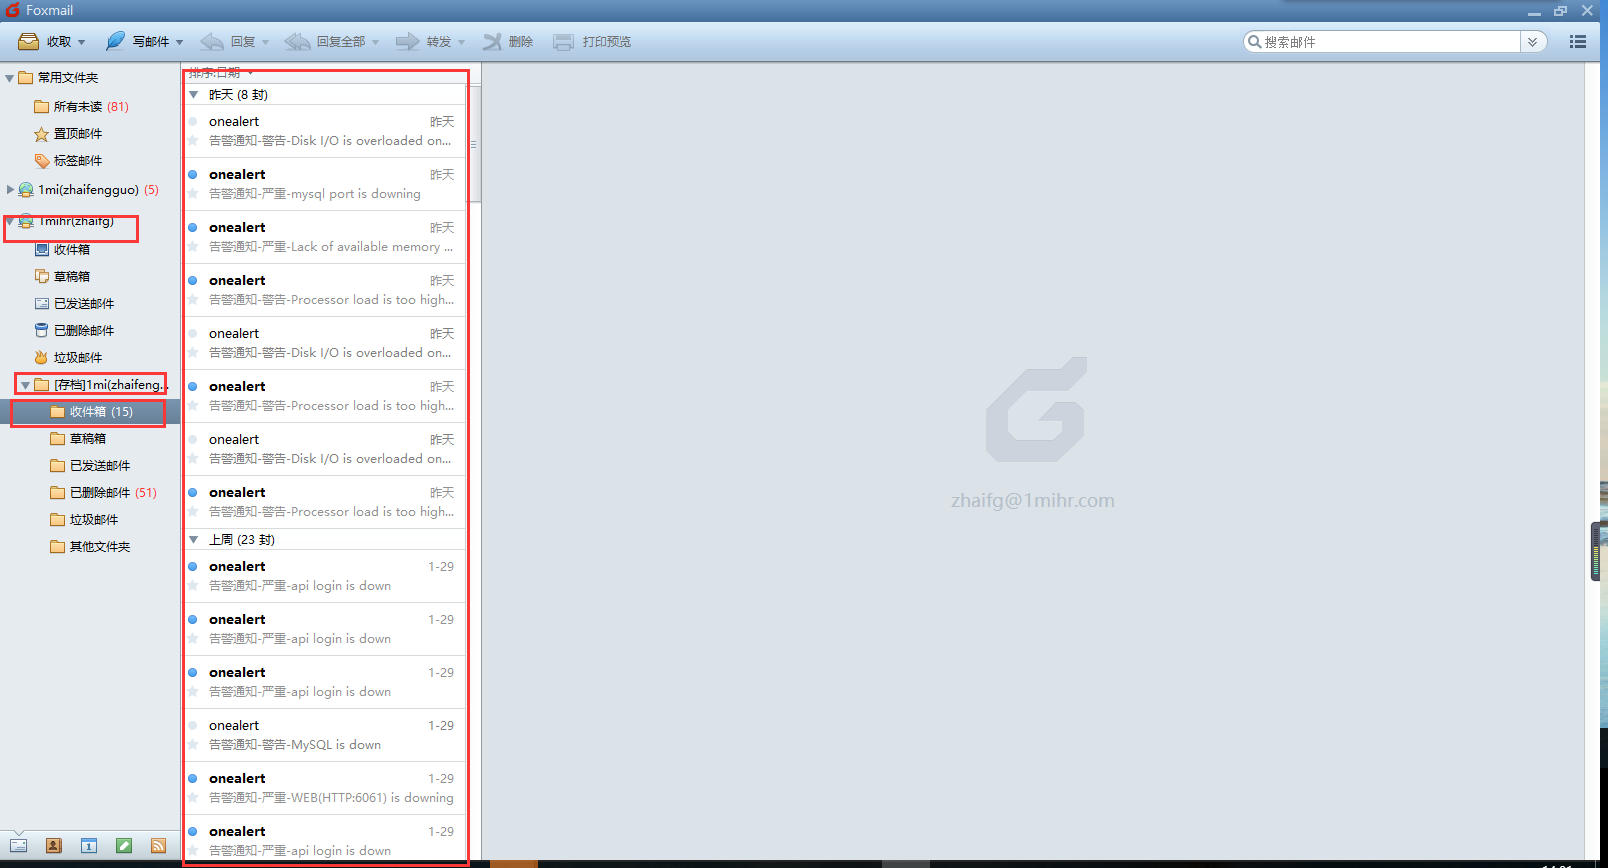 Foxmail
收取 写邮件 回复 回复全部 转发 删除 打印预览 搜索邮件
常用文件夹
所有未读 (81)
置顶邮件
标签邮件
1mi(zhaifengguo) (5)
1mihr(zhaifg)
收件箱
草稿箱
已发送邮件
已删除邮件
垃圾邮件
[存档]1mi(zhaifeng...
收件箱 (15)
草稿箱
已发送邮件
已删除邮件 (51)
垃圾邮件
其他文件夹
排序:日期
昨天 (8 封)
onealert 昨天
告警通知-警告-Disk I/O is overloaded on...
onealert 昨天
告警通知-严重-mysql port is downing
onealert 昨天
告警通知-严重-Lack of available memory ...
onealert 昨天
告警通知-警告-Processor load is too high...
onealert 昨天
告警通知-警告-Disk I/O is overloaded on...
onealert 昨天
告警通知-警告-Processor load is too high...
onealert 昨天
告警通知-警告-Disk I/O is overloaded on...
onealert 昨天
告警通知-警告-Processor load is too high...
上周 (23 封)
onealert 1-29
告警通知-严重-api login is down
onealert 1-29
告警通知-严重-api login is down
onealert 1-29
告警通知-严重-api login is down
onealert 1-29
告警通知-警告-MySQL is down
onealert 1-29
告警通知-严重-WEB(HTTP:6061) is downing
onealert 1-29
告警通知-严重-api login is down
zhaifg@1mihr.com